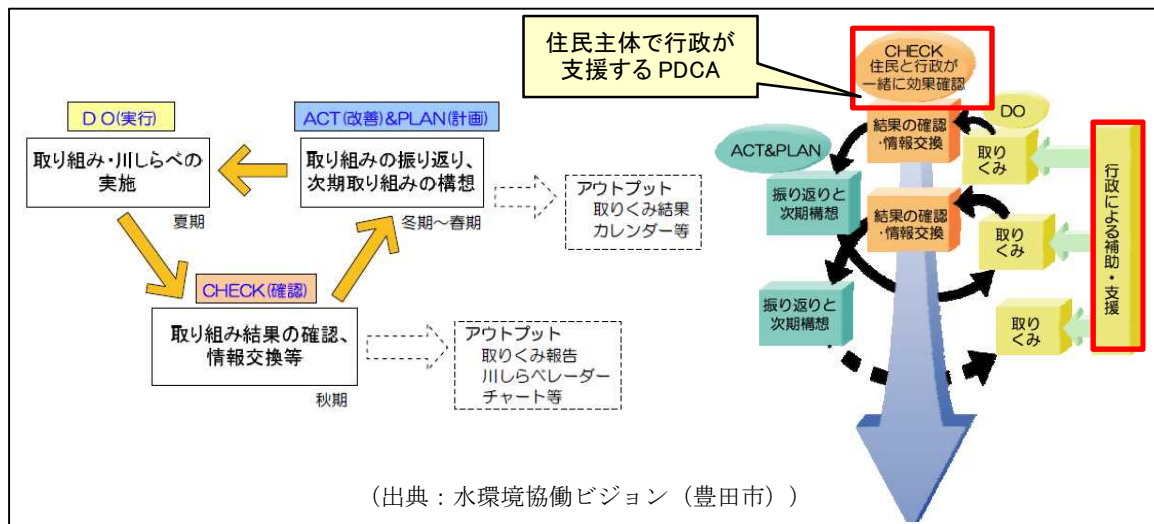 住民主体で行政が
支援するPDCA
DO(実行)
取り組み・川しらべの
実施
夏期
ACT(改善)&PLAN(計画)
取り組みの振り返り、
次期取り組みの構想
冬期～春期
アウトプット
取りくみ結果
カレンダー等
CHECK(確認)
取り組み結果の確認、
情報交換等
秋期
アウトプット
取りくみ報告
川しらべレーダー
チャート等
CHECK
住民と行政が
一緒に効果確認
DO
ACT&PLAN
結果の確認
・情報交換
取り
くみ
振り返りと
次期構想
結果の確認
・情報交換
取り
くみ
振り返りと
次期構想
取り
くみ
行政による補助・支援
（出典：水環境協働ビジョン（豊田市））